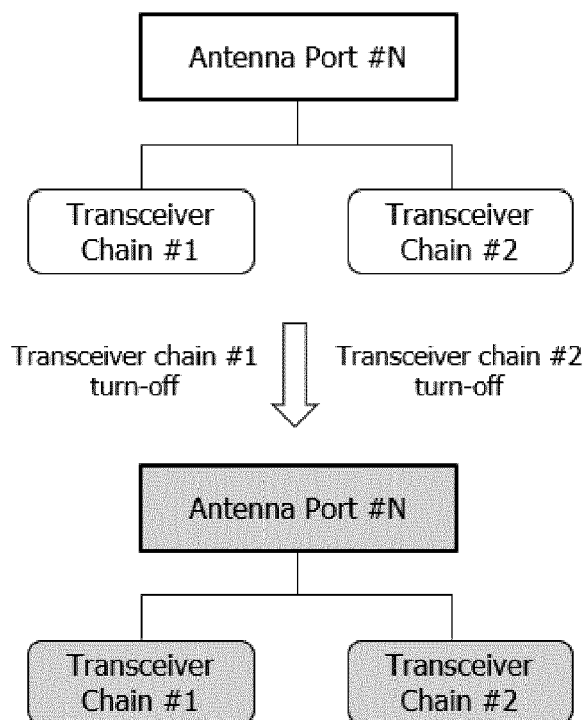 Antenna Port #N
Transceiver
Chain #1
Transceiver
Chain #2
Transceiver chain #1
turn-off
Transceiver chain #2
turn-off
Antenna Port #N
Transceiver
Chain #1
Transceiver
Chain #2